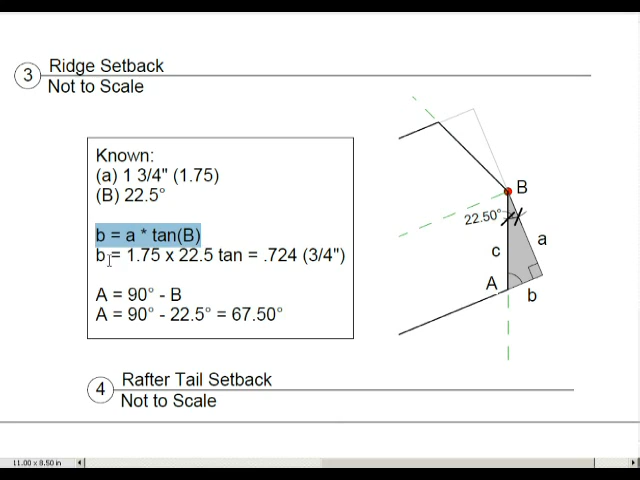 3
Ridge Setback
Not to Scale
Known:
(a) 1 3/4" (1.75)
(B) 22.5°
b = a * tan(B)
b = 1.75 x 22.5 tan = .724 (3/4")
A = 90° - B
A = 90° - 22.5° = 67.50°
B
22.50°
a
c
A
b
4
Rafter Tail Setback
Not to Scale
11.00 x 8.50 in